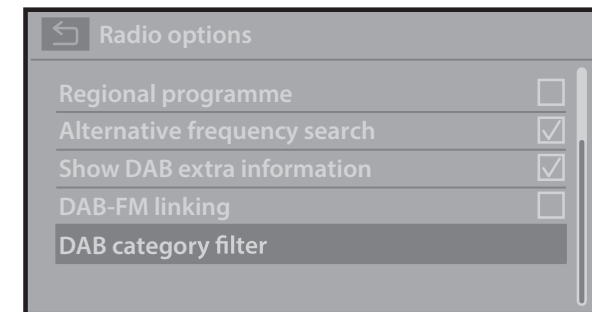 Radio options
Regional programme
Alternative frequency search
Show DAB extra information
DAB-FM linking
DAB category filter